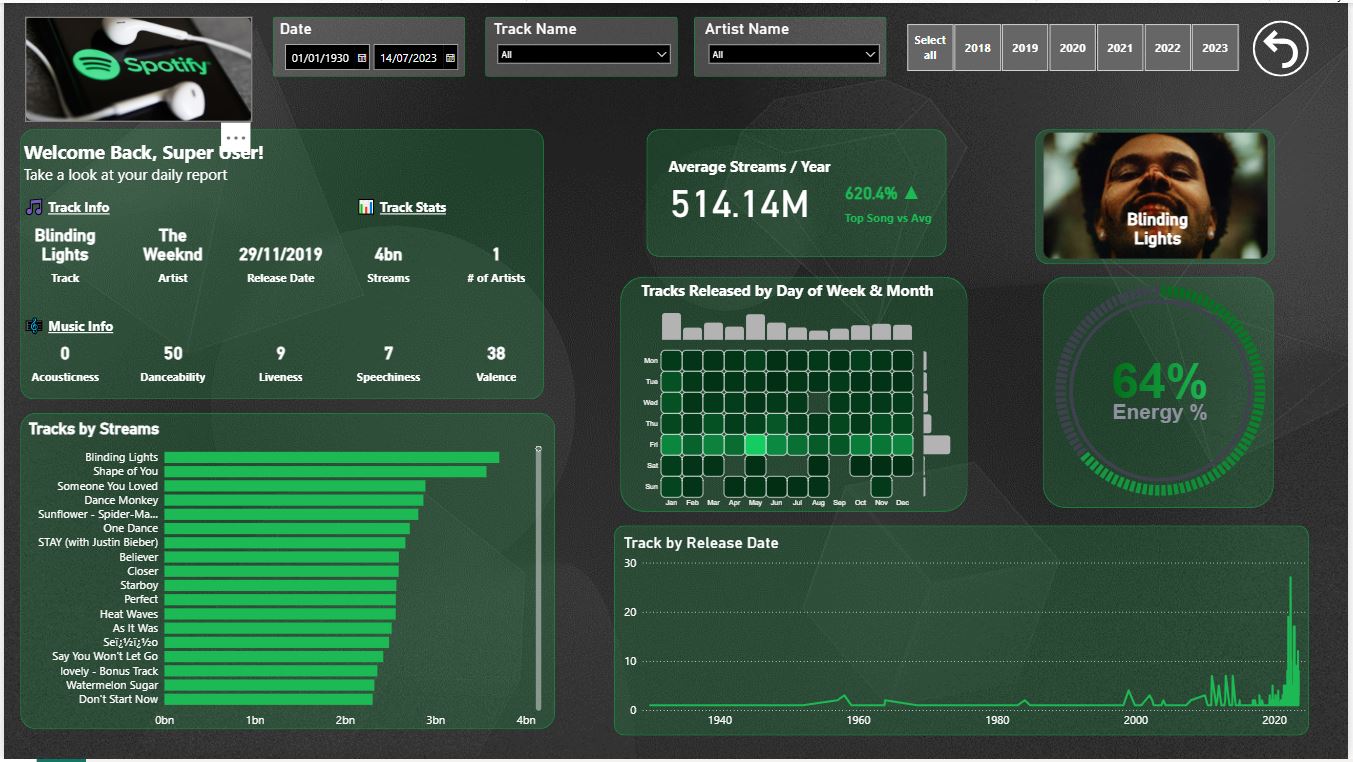 Spotify
Date
01/01/1930
14/07/2023
Track Name
All
Artist Name
All
Select all
2018
2019
2020
2021
2022
2023
Welcome Back, Super User!
Take a look at your daily report
Track Info
Track Stats
Blinding Lights
The Weeknd
29/11/2019
4bn
1
Track
Artist
Release Date
Streams
# of Artists
Music Info
0
50
9
7
38
Acousticness
Danceability
Liveness
Speechiness
Valence
Average Streams / Year
514.14M
620.4% ▲
Top Song vs Avg
Blinding
Lights
Tracks Released by Day of Week & Month
Mon
Tue
Wed
Thu
Fri
Sat
Sun
Jan Feb Mar Apr May Jun Jul Aug Sep Oct Nov Dec
64%
Energy %
Tracks by Streams
Blinding Lights
Shape of You
Someone You Loved
Dance Monkey
Sunflower - Spider-Ma...
One Dance
STAY (with Justin Bieber)
Believer
Closer
Starboy
Perfect
Heat Waves
As It Was
Seï¿½ï¿½o
Say You Won't Let Go
lovely - Bonus Track
Watermelon Sugar
Don't Start Now
0bn 1bn 2bn 3bn 4bn
Track by Release Date
30
20
10
0
1940 1960 1980 2000 2020